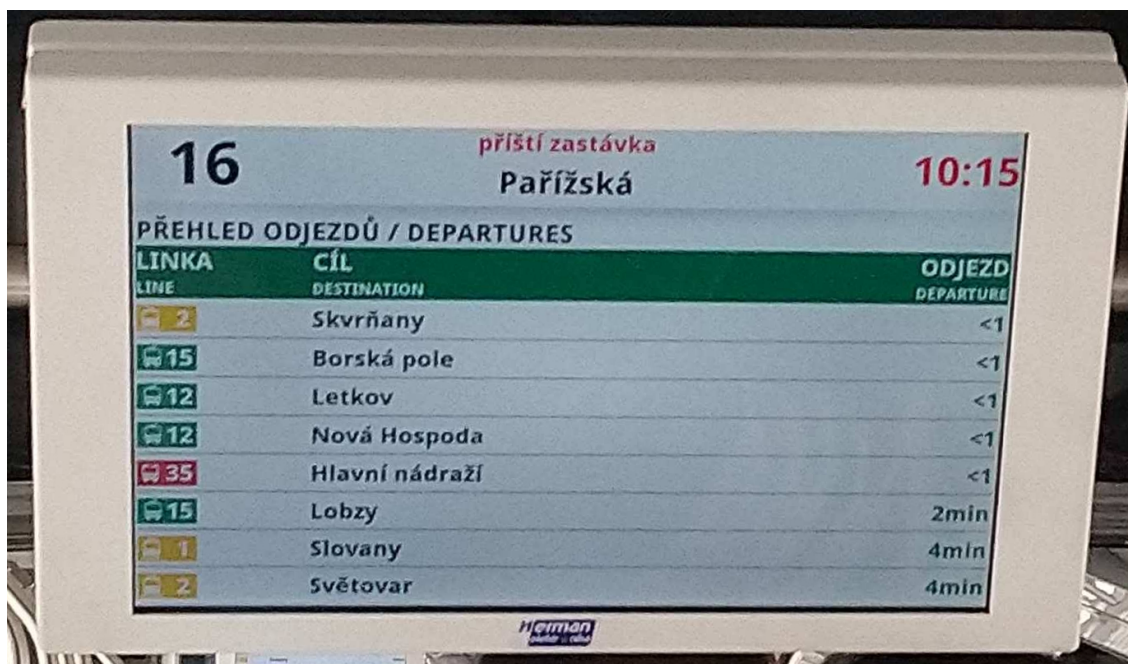 příští zastávka
16 Pařížská 10:15
PŘEHLED ODJEZDŮ / DEPARTURES
LINKA CÍL ODJEZD
LINE DESTINATION DEPARTURE
2 Skvrňany <1
15 Borská pole <1
12 Letkov <1
12 Nová Hospoda <1
35 Hlavní nádraží <1
15 Lobzy 2min
1 Slovany 4min
2 Světovar 4min
Herman